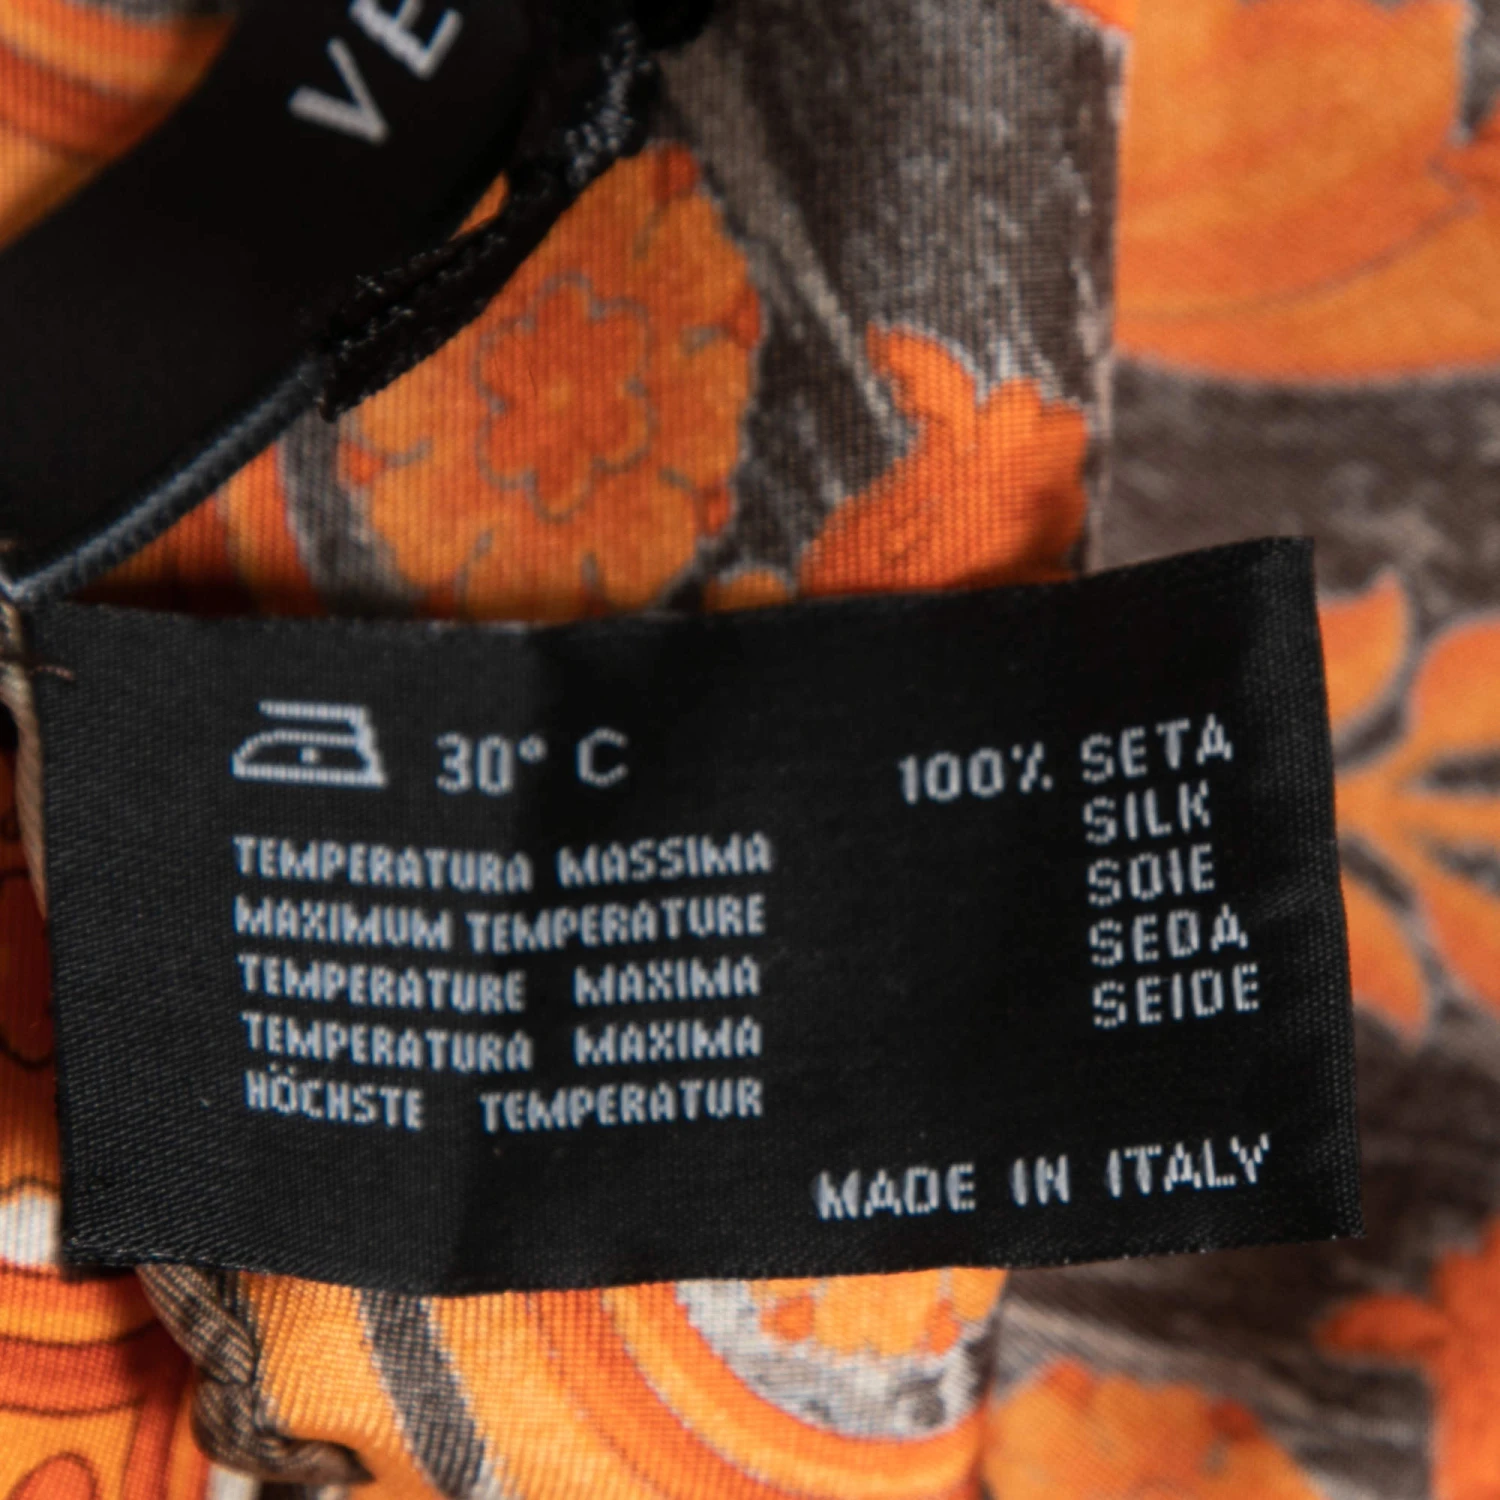 VE
30° C
TEMPERATURA MASSIMA
MAXIMUM TEMPERATURE
TEMPERATURE MAXIMA
TEMPERATURA MAXIMA
HÖCHSTE TEMPERATUR
100% SETA
SILK
SOIE
SEDA
SEIDE
MADE IN ITALY